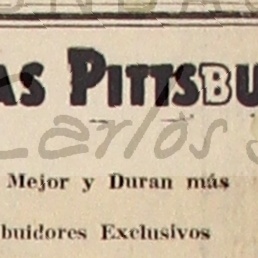 AS PITTSBU
Carlos S
Mejor y Duran más
buidores Exclusivos